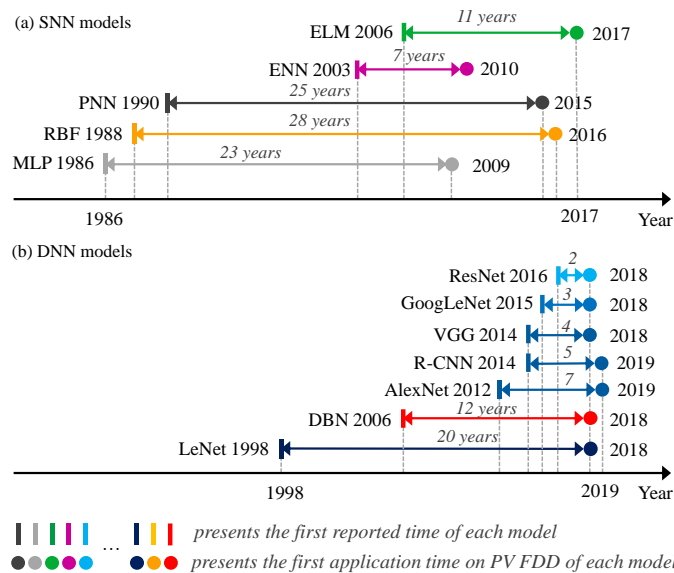 (a) SNN models
11 years
ELM 2006
2017
7 years
ENN 2003
2010
25 years
PNN 1990
2015
28 years
RBF 1988
2016
23 years
MLP 1986
2009
1986
2017
Year
(b) DNN models
2
ResNet 2016
2018
3
GoogLeNet 2015
2018
4
VGG 2014
2018
5
R-CNN 2014
2019
7
AlexNet 2012
2019
12 years
DBN 2006
2018
20 years
LeNet 1998
2018
1998
2019
Year
... presents the first reported time of each model
presents the first application time on PV FDD of each model